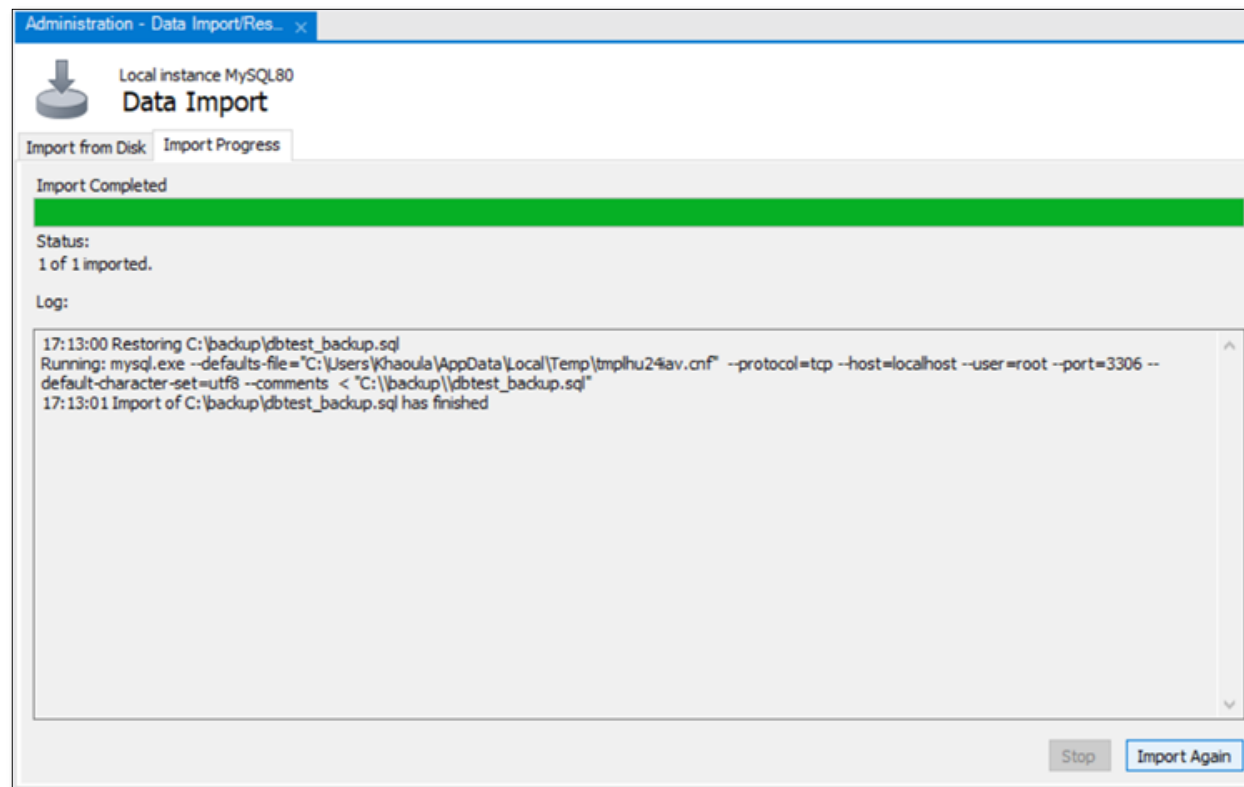 Administration - Data Import/Res...
Local instance MySQL80
Data Import
Import from Disk
Import Progress
Import Completed
Status:
1 of 1 imported.
Log:
17:13:00 Restoring C:\backup\dbtest_backup.sql
Running: mysql.exe --defaults-file="C:\Users\Khaoula\AppData\Local\Temp\tmplhu24iav.cnf"  --protocol=tcp --host=localhost --user=root --port=3306 --
default-character-set=utf8 --comments  < "C:\\backup\\dbtest_backup.sql"
17:13:01 Import of C:\backup\dbtest_backup.sql has finished
Stop
Import Again